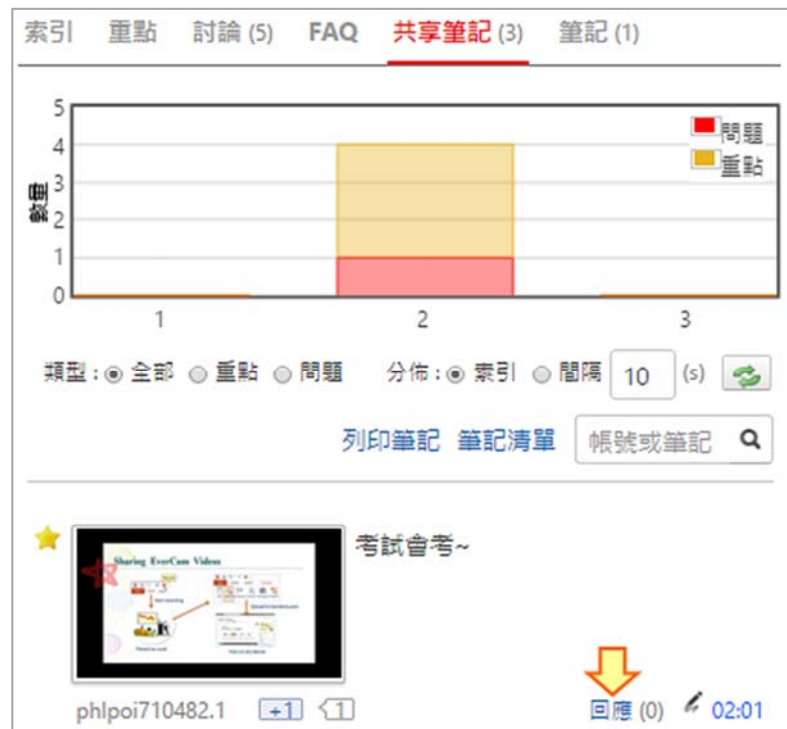 索引 重點 討論 (5) FAQ 共享筆記 (3) 筆記 (1)
5
4
3
2
1
0
數量
問題
重點
1 2 3
類型 : 全部 重點 問題 分佈 : 索引 間隔 10 (s)
列印筆記 筆記清單 帳號或筆記
考試會考~
Sharing EverCam Videos
phlpoi710482.1 +1 1
回應 (0) 02:01